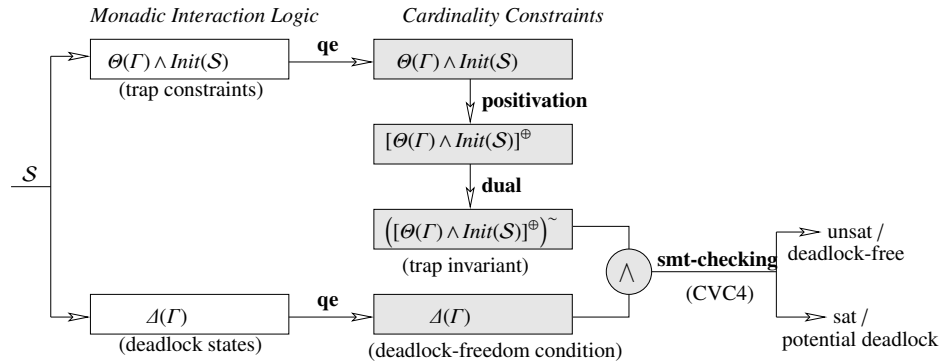 Monadic Interaction Logic Cardinality Constraints
Θ(Γ) ∧ Init(S) qe Θ(Γ) ∧ Init(S)
(trap constraints)
positivation
[Θ(Γ) ∧ Init(S)]⊕
S
dual
([Θ(Γ) ∧ Init(S)]⊕)~
(trap invariant)
unsat /
deadlock-free
∧ smt-checking
(CVC4)
Δ(Γ) qe Δ(Γ)
(deadlock states) (deadlock-freedom condition)
sat /
potential deadlock